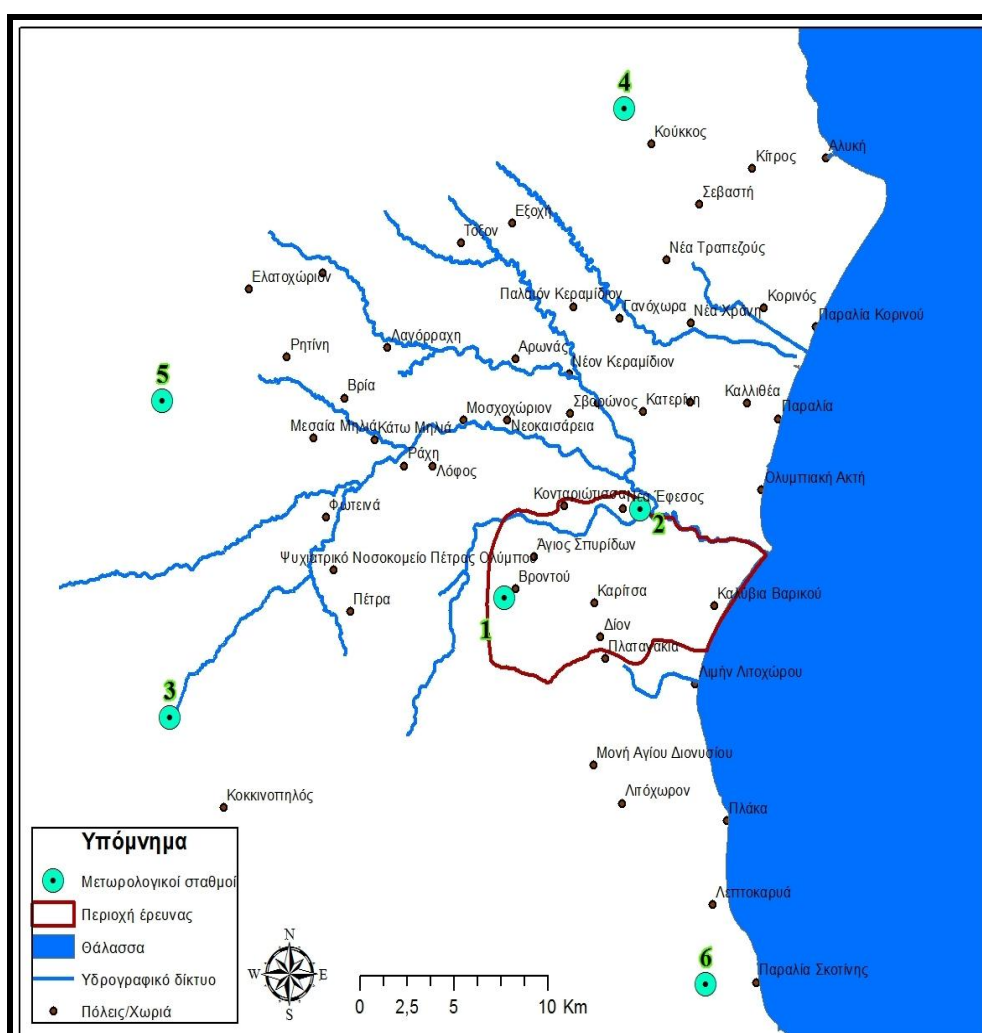 4
Κούκκος
Αλυκή
Κίτρος
Σεβαστή
Εξοχή
Τόξον
Νέα Τραπεζούς
Ελατοχώριον
Παλαιόν Κεραμίδιον
Γανόχωρα
Κορινός
Νέα Χράνη
Παραλία Κορινού
Λαγόρραχη
Ρητίνη
Αρωνάς
Νέον Κεραμίδιον
5
Βρία
Καλλιθέα
Μοσχοχώριον
Σβορώνος
Κατερίνη
Παραλία
Νεοκαισάρεια
Μεσαία Μηλιά
Κάτω Μηλιά
Ράχη
Λόφος
Ολυμπιακή Ακτή
Κονταριώτισσα
Νέα Έφεσος
Φωτεινά
2
Άγιος Σπυρίδων
Ψυχιατρικό Νοσοκομείο Πέτρας Ολύμπου
Βροντού
Πέτρα
Καρίτσα
Καλύβια Βαρικού
1
Δίον
Πλατανάκια
Λιμήν Λιτοχώρου
3
Μονή Αγίου Διονυσίου
Κοκκινοπηλός
Λιτόχωρον
Πλάκα
Λεπτοκαρυά
6
Παραλία Σκοτίνης
Υπόμνημα
Μετωρολογικοί σταθμοί
Περιοχή έρευνας
Θάλασσα
Υδρογραφικό δίκτυο
Πόλεις/Χωριά
N
W E
S
0 2,5 5 10 Km